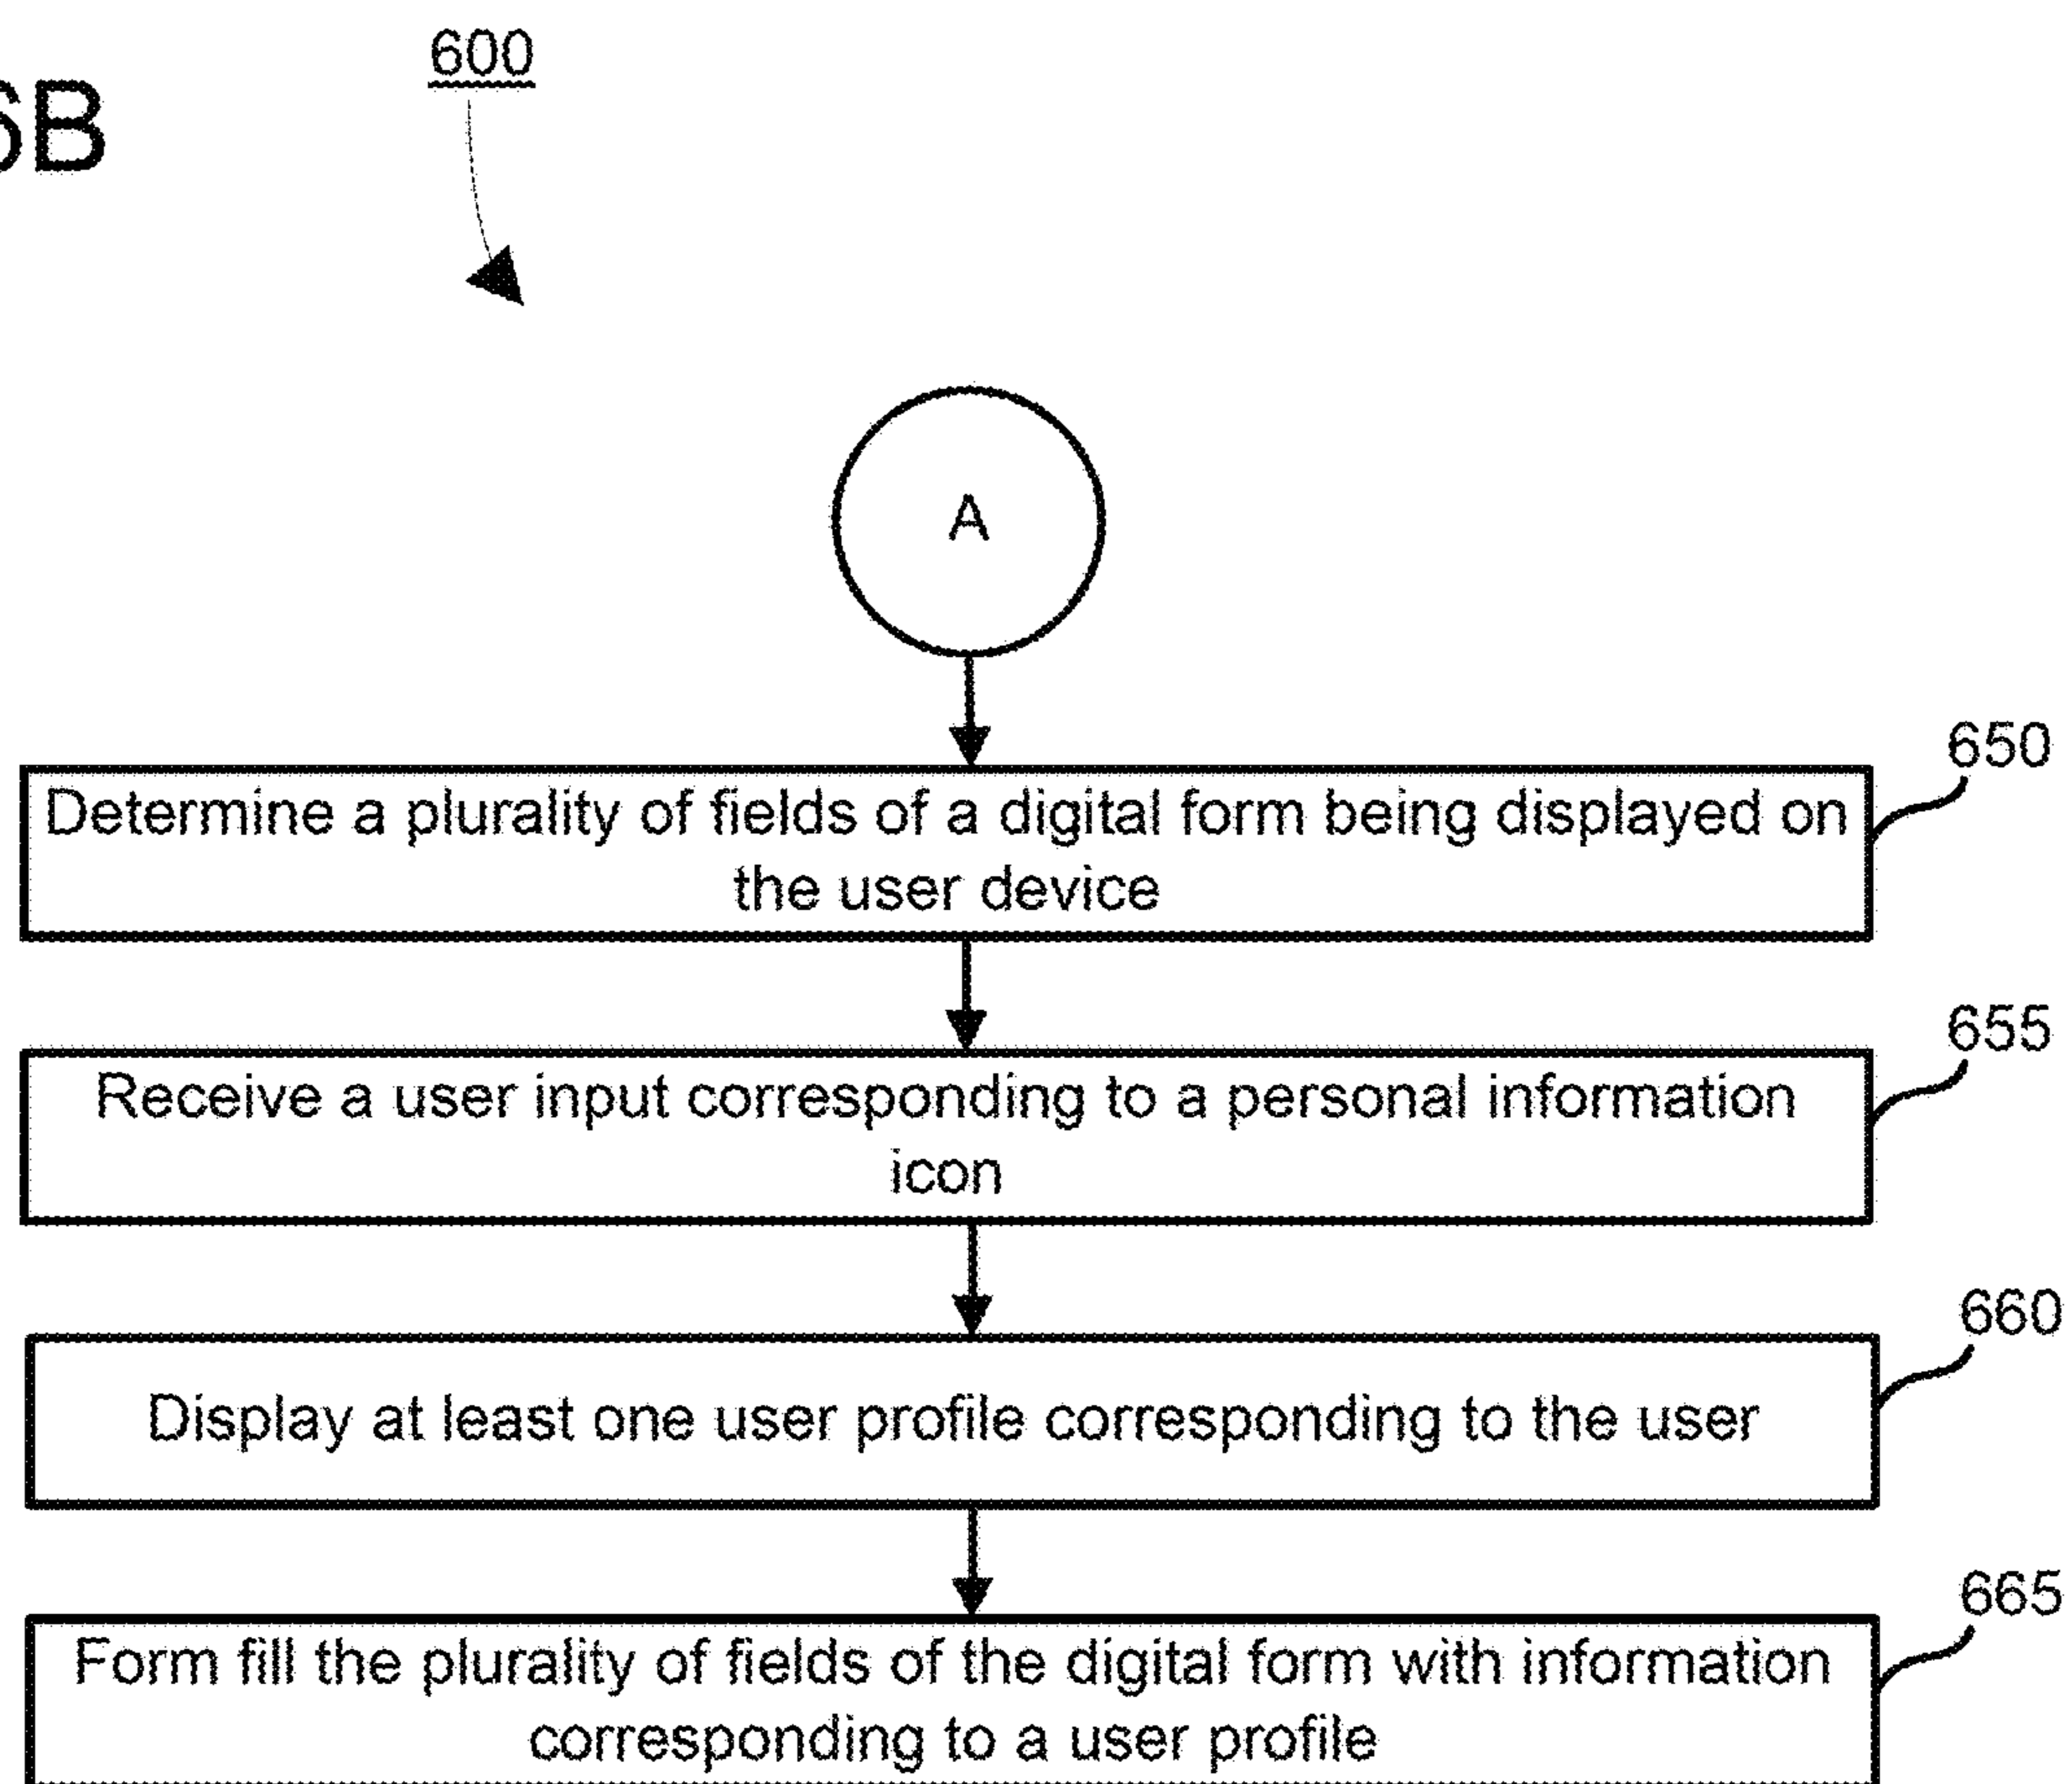 6B
600
A
650
Determine a plurality of fields of a digital form being displayed on
the user device
655
Receive a user input corresponding to a personal information
icon
660
Display at least one user profile corresponding to the user
665
Form fill the plurality of fields of the digital form with information
corresponding to a user profile